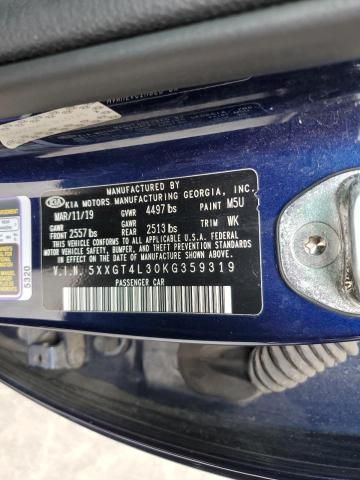 MANUFACTURED BY
KIA KIA MOTORS MANUFACTURING GEORGIA, INC.
MAR/11/19 GVWR 4497 lbs PAINT M5U
GAWR FRONT 2557 lbs GAWR REAR 2513 lbs TRIM WK
THIS VEHICLE CONFORMS TO ALL APPLICABLE U.S.A FEDERAL
MOTOR VEHICLE SAFETY, BUMPER, AND THEFT PREVENTION
STANDARDS IN EFFECT ON THE DATE OF MANUFACTURE SHOWN ABOVE.
V.I.N. 5XXGT4L30KG359319
PASSENGER CAR
5320